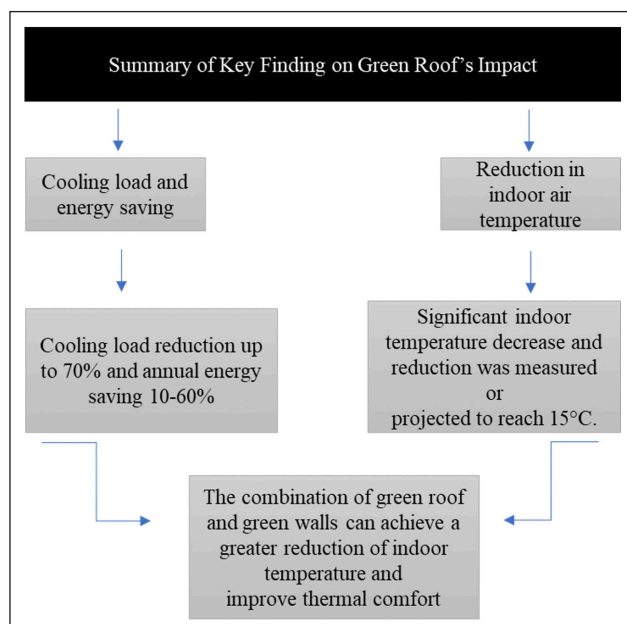 Summary of Key Finding on Green Roof's Impact
Cooling load and
energy saving
Reduction in
indoor air
temperature
Cooling load reduction up
to 70% and annual energy
saving 10-60%
Significant indoor
temperature decrease and
reduction was measured
or
projected to reach 15°C.
The combination of green roof
and green walls can achieve a
greater reduction of indoor
temperature and
improve thermal comfort